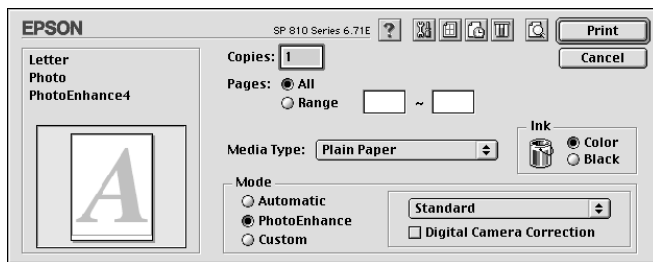 EPSON
SP 810 Series 6.71E
?
Print
Cancel
Letter
Photo
PhotoEnhance4
A
Copies: 1
Pages: All
Range ~
Media Type: Plain Paper
Ink
Color
Black
Mode
Automatic
PhotoEnhance
Custom
Standard
Digital Camera Correction